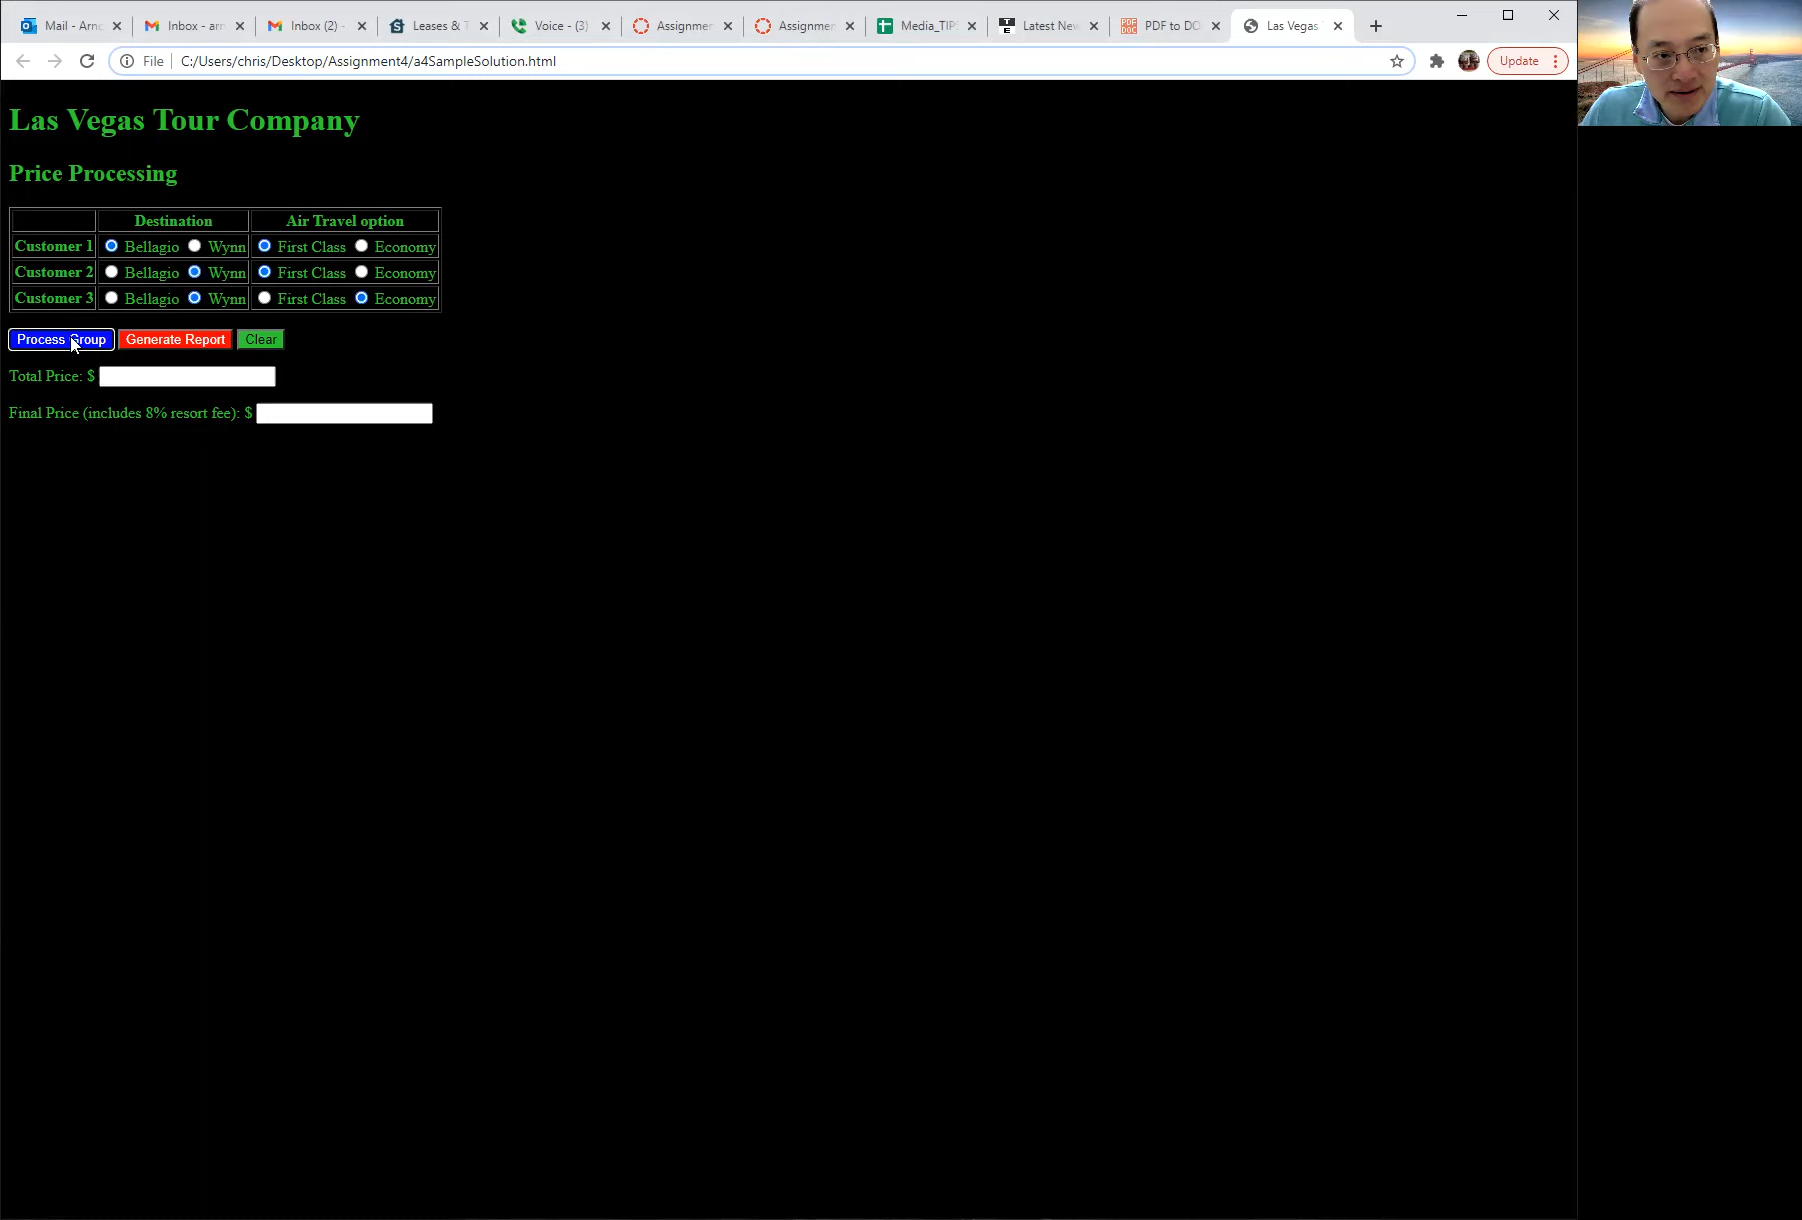 Mail - Arno
Inbox - arn
Inbox (2) -
Leases & T
Voice - (3)
Assignmen
Assignmen
Media_TIP
Latest New
PDF to DO
Las Vegas
File
C:/Users/chris/Desktop/Assignment4/a4SampleSolution.html
Update
Las Vegas Tour Company
Price Processing
Destination Air Travel option
Customer 1 Bellagio Wynn First Class Economy
Customer 2 Bellagio Wynn First Class Economy
Customer 3 Bellagio Wynn First Class Economy
Process Group Generate Report Clear
Total Price: $
Final Price (includes 8% resort fee): $